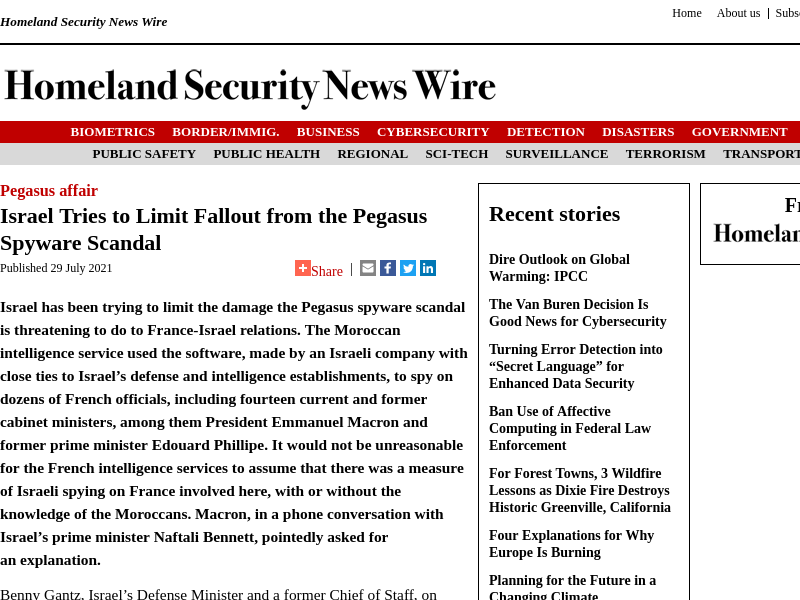 Homeland Security News Wire
Home About us | Subs
Homeland Security News Wire
BIOMETRICS BORDER/IMMIG. BUSINESS CYBERSECURITY DETECTION DISASTERS GOVERNMENT
PUBLIC SAFETY PUBLIC HEALTH REGIONAL SCI-TECH SURVEILLANCE TERRORISM TRANSPORT
Pegasus affair
Israel Tries to Limit Fallout from the Pegasus
Spyware Scandal
Published 29 July 2021
Share |
Israel has been trying to limit the damage the Pegasus spyware scandal
is threatening to do to France-Israel relations. The Moroccan
intelligence service used the software, made by an Israeli company with
close ties to Israel’s defense and intelligence establishments, to spy on
dozens of French officials, including fourteen current and former
cabinet ministers, among them President Emmanuel Macron and
former prime minister Edouard Phillipe. It would not be unreasonable
for the French intelligence services to assume that there was a measure
of Israeli spying on France involved here, with or without the
knowledge of the Moroccans. Macron, in a phone conversation with
Israel’s prime minister Naftali Bennett, pointedly asked for
an explanation.
Benny Gantz, Israel’s Defense Minister and a former Chief of Staff, on
Recent stories
Dire Outlook on Global
Warming: IPCC
The Van Buren Decision Is
Good News for Cybersecurity
Turning Error Detection into
“Secret Language” for
Enhanced Data Security
Ban Use of Affective
Computing in Federal Law
Enforcement
For Forest Towns, 3 Wildfire
Lessons as Dixie Fire Destroys
Historic Greenville, California
Four Explanations for Why
Europe Is Burning
Planning for the Future in a
Changing Climate
Fr
Homelan